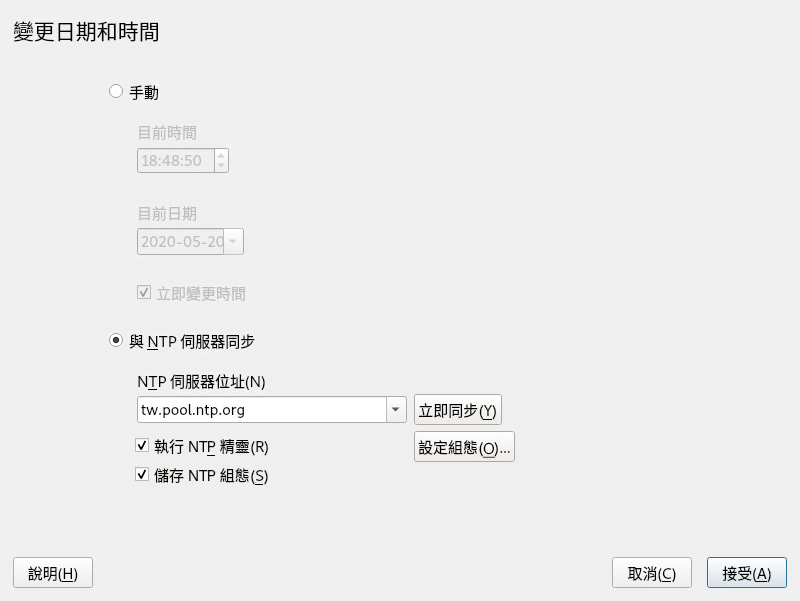 變更日期和時間
手動
目前時間
18:48:50
目前日期
2020-05-20
立即變更時間
與 NTP 伺服器同步
NTP 伺服器位址(N)
tw.pool.ntp.org
立即同步(Y)
執行 NTP 精靈(R)
設定組態(O)...
儲存 NTP 組態(S)
說明(H)
取消(C)
接受(A)